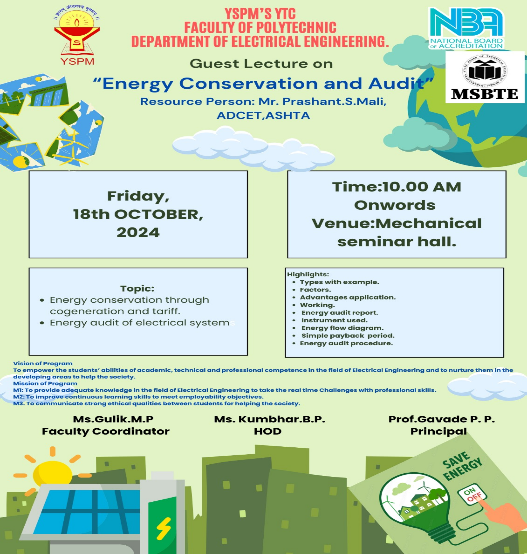 YSPM'S YTC
FACULTY OF POLYTECHNIC
DEPARTMENT OF ELECTRICAL ENGINEERING.
YSPM
NBA
NATIONAL BOARD
of ACCREDITATION
MSBTE
Guest Lecture on
“Energy Conservation and Audit”
Resource Person: Mr. Prashant.S.Mali,
ADCET,ASHTA
Friday,
18th OCTOBER,
2024
Time:10.00 AM
Onwords
Venue:Mechanical
seminar hall.
Topic:
• Energy conservation through
cogeneration and tariff.
• Energy audit of electrical system
Highlights:
• Types with example.
• Factors.
• Advantages application.
• Working.
• Energy audit report.
• Instrument used.
• Energy flow diagram.
• Simple payback period.
• Energy audit procedure.
Vision of Program
To empower the students' abilities of academic, technical and professional competence in the field of Electrical Engineering and to nurture them in the
developing areas to help the society.
Mission of Program
M1: To provide adequate knowledge in the field of Electrical Engineering to take the real time Challenges with professional skills.
M2: To improve continuous learning skills to meet employability objectives.
M3. To communicate strong ethical qualities between students for helping the society.
Ms.Gulik.M.P
Faculty Coordinator
Ms. Kumbhar.B.P.
HOD
Prof.Gavade P. P.
Principal
SAVE
ENERGY
ON
OFF